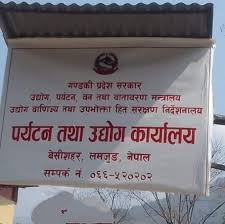 गण्डकी प्रदेश सरकार
उद्योग, पर्यटन, वन तथा वातावरण मन्त्रालय
उद्योग वाणिज्य तथा उपभोक्ता हित संरक्षण निर्देशनालय
पर्यटन तथा उद्योग कार्यालय
बेसीशहर, लमजुङ, नेपाल
सम्पर्क नं. ०६६-५२०२०२